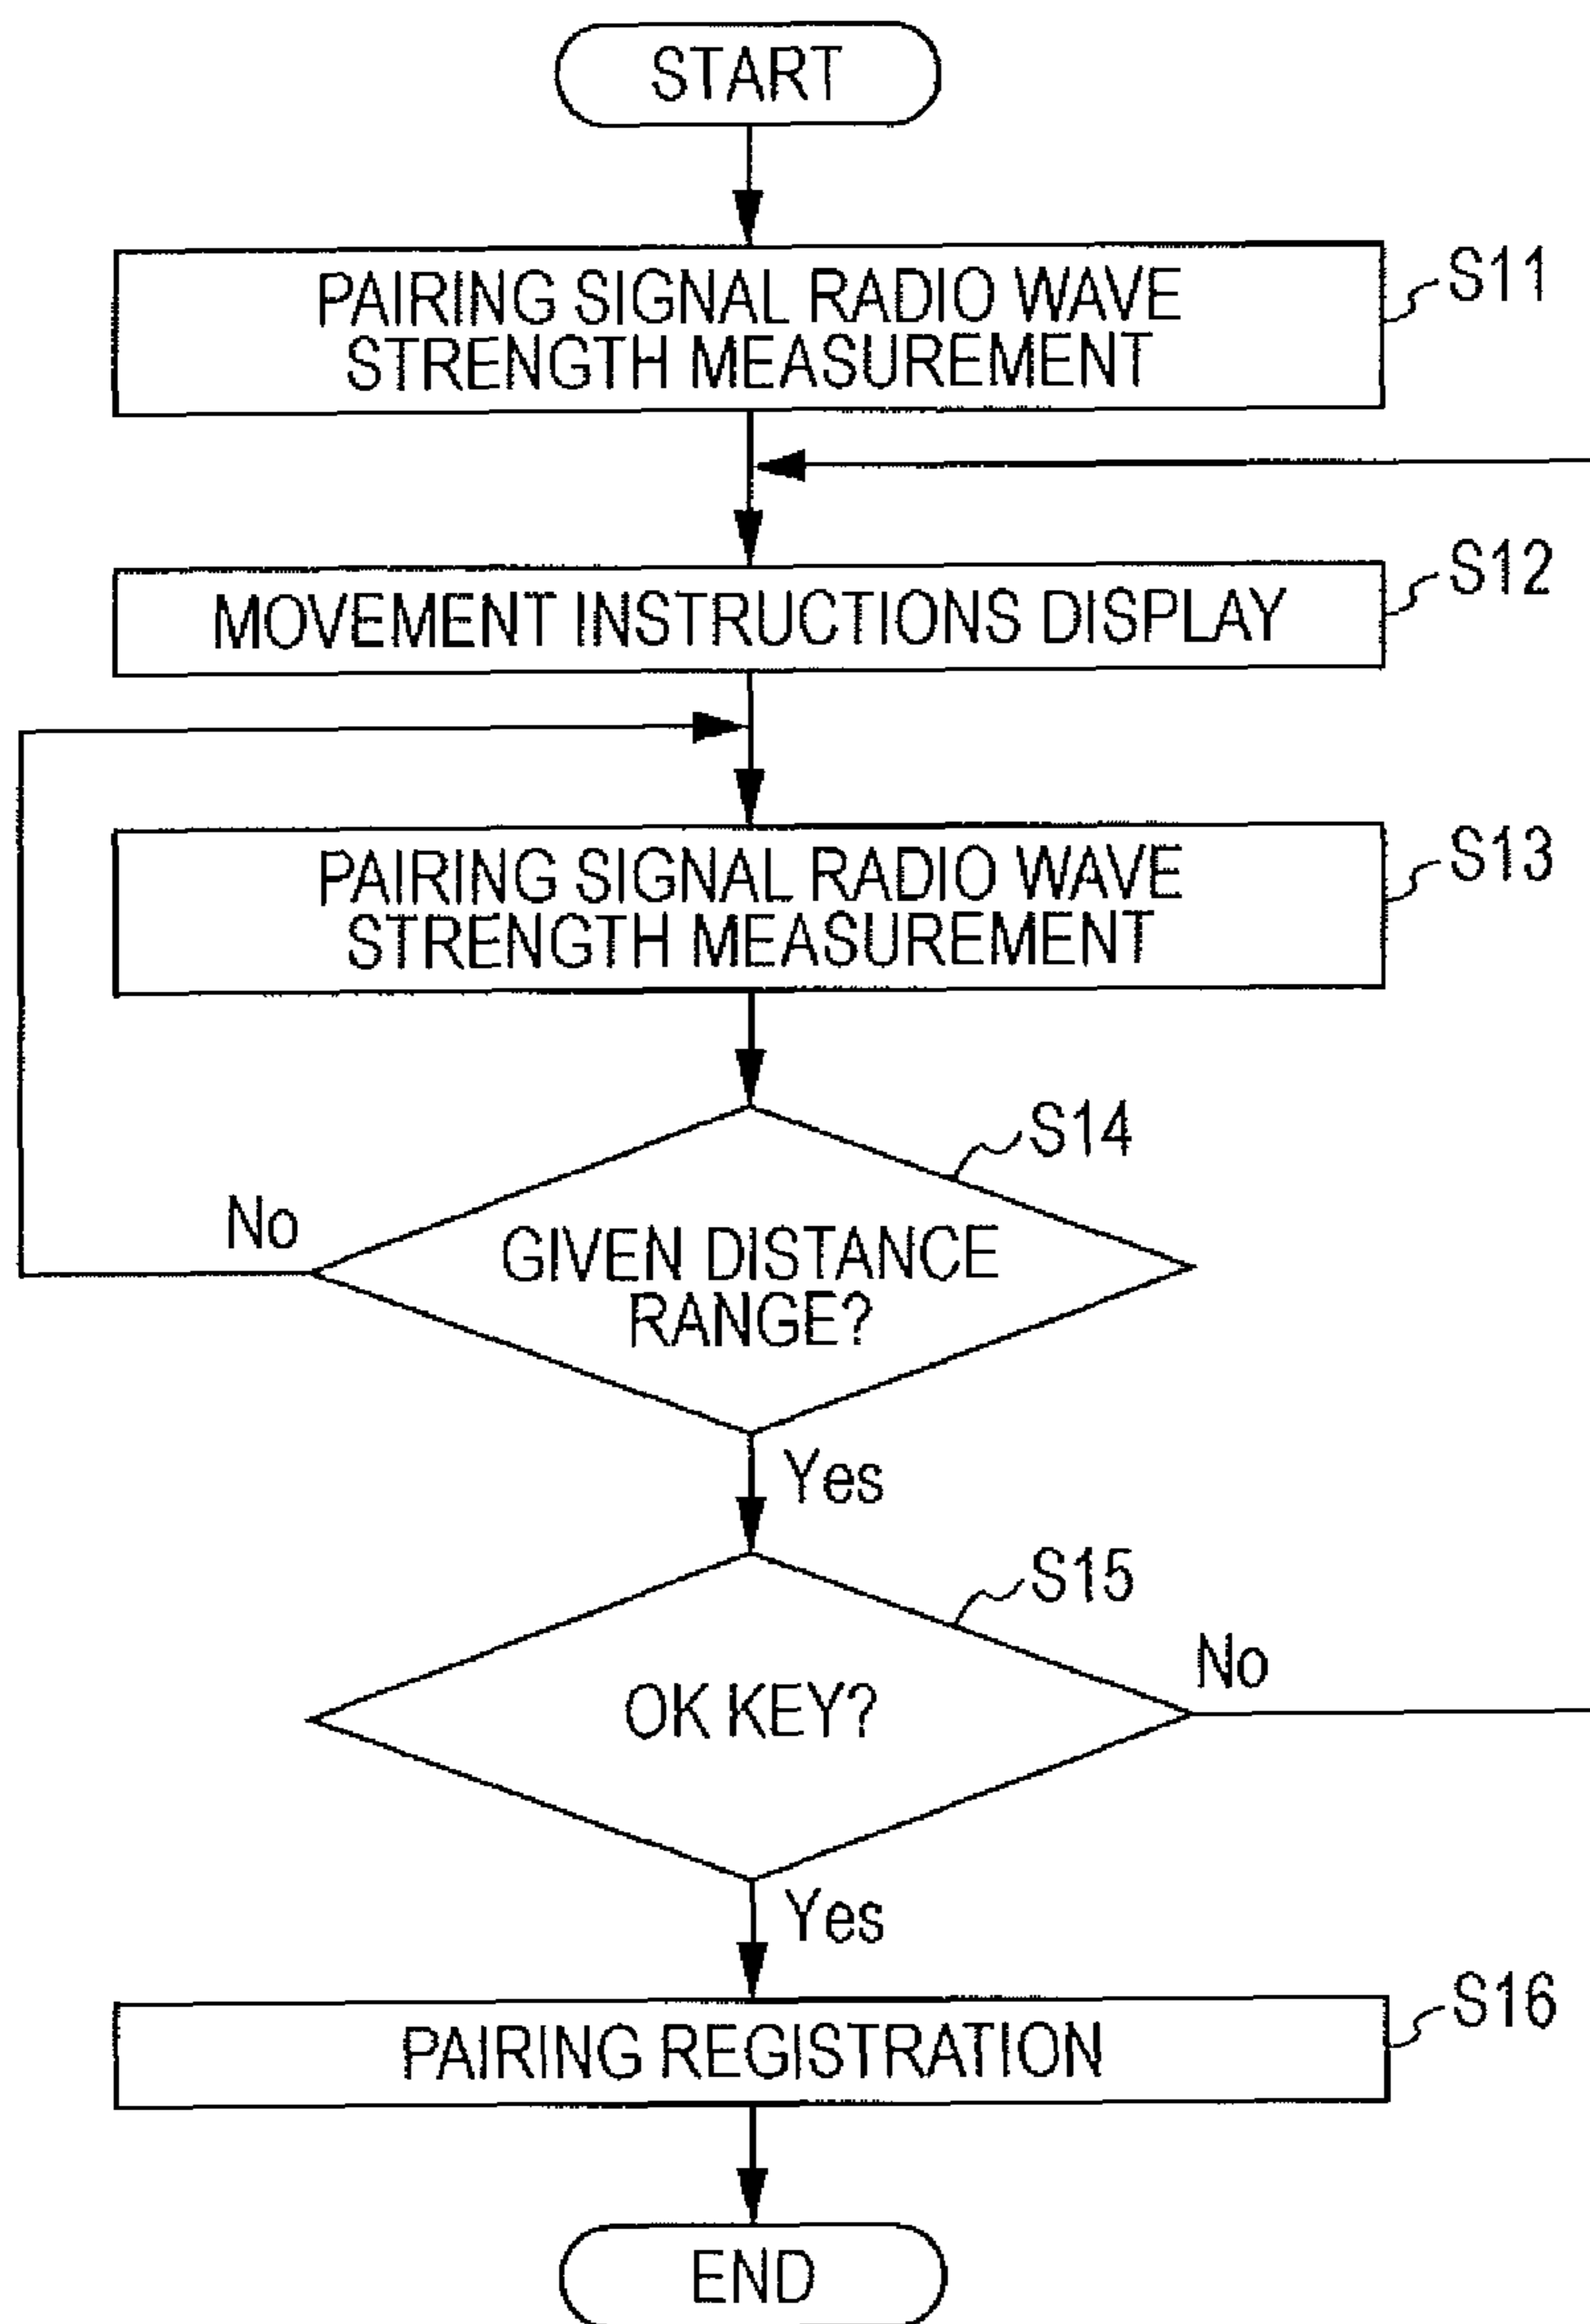 START
PAIRING SIGNAL RADIO WAVE
STRENGTH MEASUREMENT
S11
MOVEMENT INSTRUCTIONS DISPLAY
S12
PAIRING SIGNAL RADIO WAVE
STRENGTH MEASUREMENT
S13
S14
No
GIVEN DISTANCE
RANGE?
Yes
S15
No
OK KEY?
Yes
PAIRING REGISTRATION
S16
END